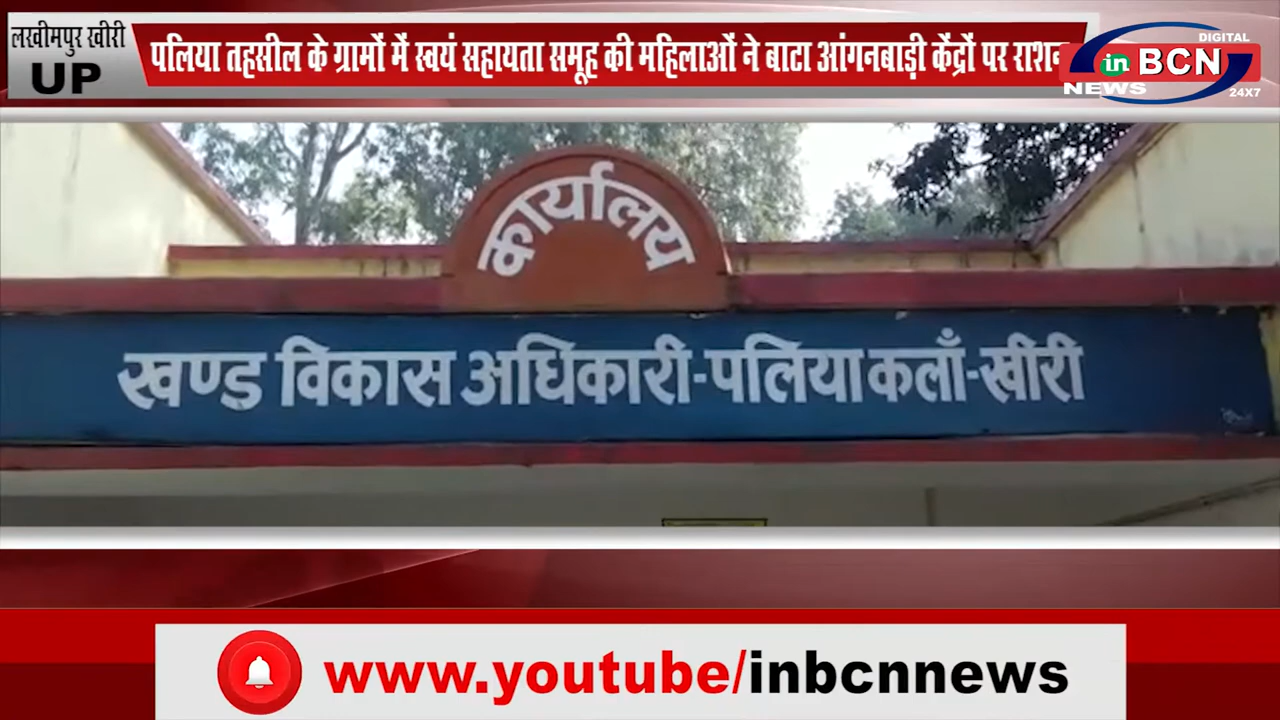 लखीमपुर खीरी
UP
पलिया तहसील के ग्रामों में स्वयं सहायता समूह की महिलाओं ने बाटा आंगनबाड़ी केंद्रों पर राशन
DIGITAL
in BCN
NEWS
24X7
कार्यालय
खण्ड विकास अधिकारी-पलिया कलाँ-खीरी
www.youtube/inbcnnews